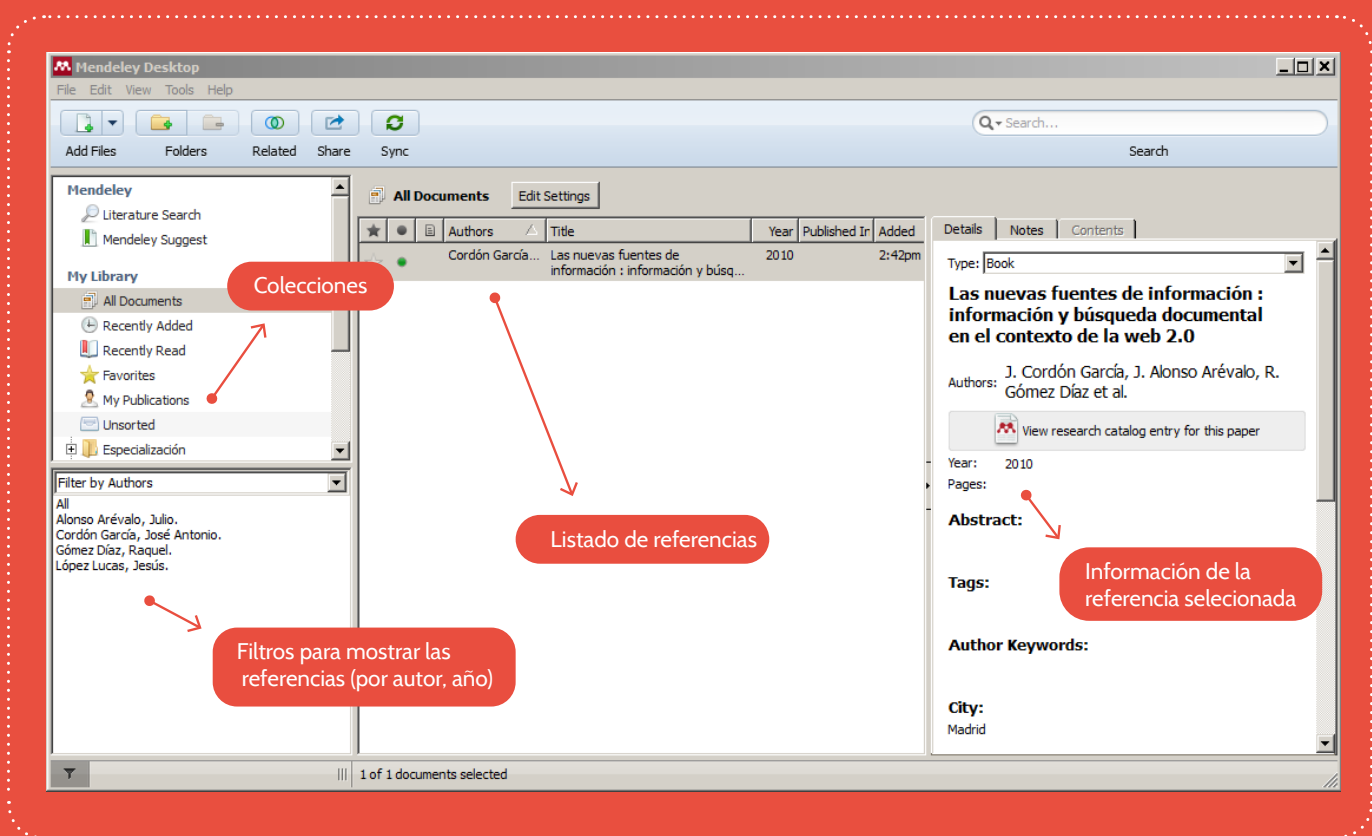 Mendeley Desktop
File Edit View Tools Help
Add Files Folders Related Share Sync
Search...
Search
Mendeley
Literature Search
Mendeley Suggest
My Library
All Documents
Recently Added
Recently Read
Favorites
My Publications
Unsorted
Especialización
Colecciones
Filter by Authors
All
Alonso Arévalo, Julio.
Cordón García, José Antonio.
Gómez Díaz, Raquel.
López Lucas, Jesús.
Filtros para mostrar las
referencias (por autor, año)
All Documents Edit Settings
Authors Title Year Published In Added
Cordón García... Las nuevas fuentes de 2010 2:42pm
información : información y búsq...
Listado de referencias
Details Notes Contents
Type: Book
Las nuevas fuentes de información :
información y búsqueda documental
en el contexto de la web 2.0
Authors: J. Cordón García, J. Alonso Arévalo, R.
Gómez Díaz et al.
View research catalog entry for this paper
Year: 2010
Pages:
Abstract:
Información de la
referencia selecionada
Tags:
Author Keywords:
City:
Madrid
1 of 1 documents selected